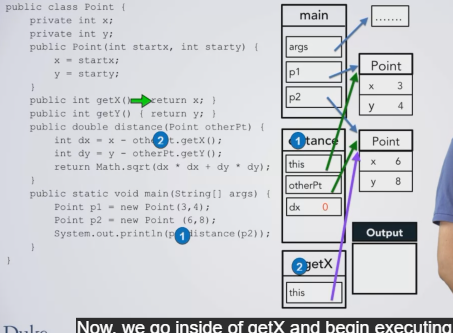 public class Point {
private int x;
private int y;
public Point(int startx, int starty) {
x = startx;
y = starty;
}
public int getX() return x; }
public int getY() { return y; }
public double distance(Point otherPt) {
int dx = x - oth 2 t.getX();
int dy = y - otherPt.getY();
return Math.sqrt(dx * dx + dy * dy);
}
public static void main(String[] args) {
Point p1 = new Point(3,4);
Point p2 = new Point (6,8);
System.out.println(p 1 distance(p2));
}
}
main
args
p1
p2
.......
Point
x 3
y 4
1 tance
this
otherPt
dx 0
Point
x 6
y 8
2 getX
this
Output
Now, we go inside of getX and begin executing